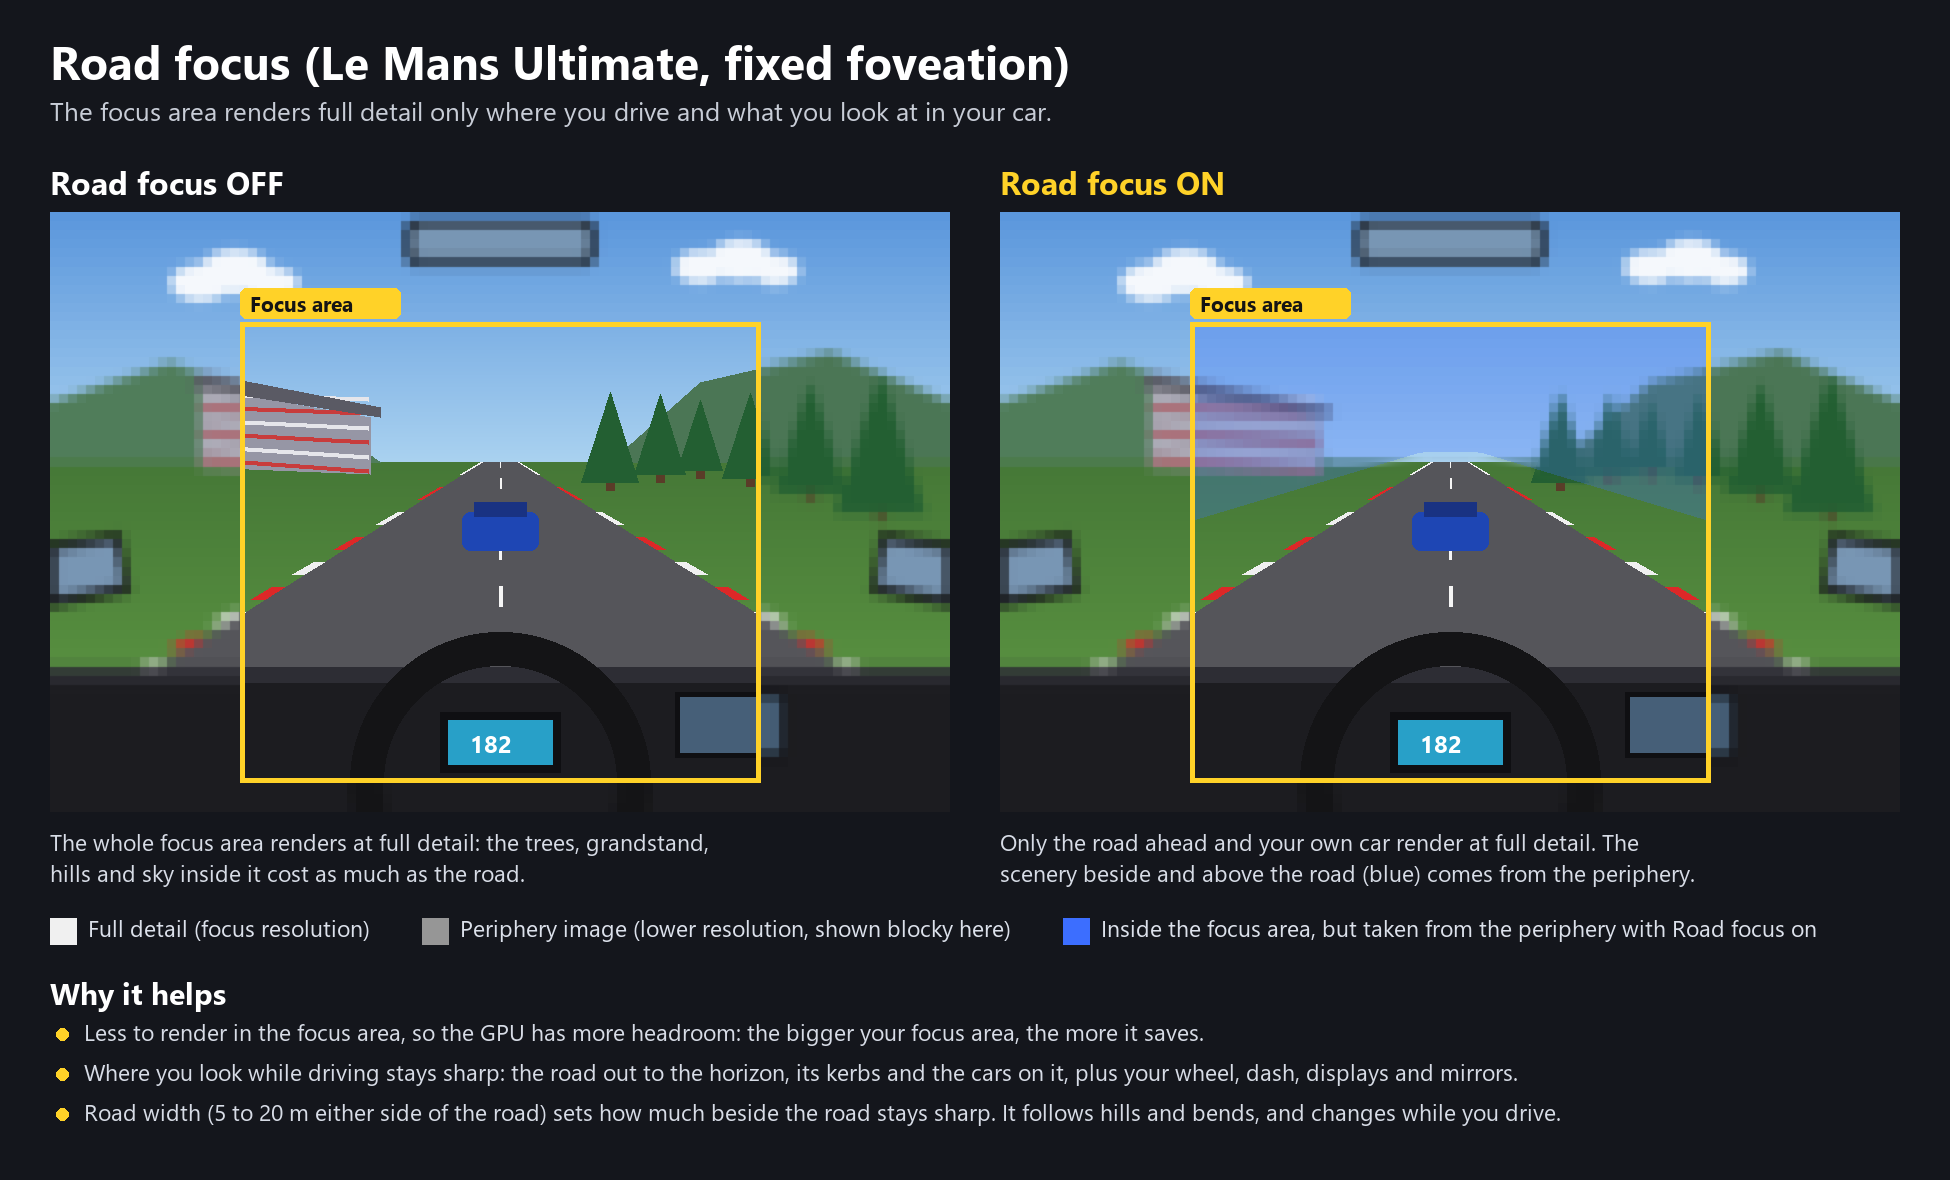 Road focus (Le Mans Ultimate, fixed foveation)
The focus area renders full detail only where you drive and what you look at in your car.
Road focus OFF
Focus area
182
The whole focus area renders at full detail: the trees, grandstand,
hills and sky inside it cost as much as the road.
Road focus ON
Focus area
182
Only the road ahead and your own car render at full detail. The
scenery beside and above the road (blue) comes from the periphery.
Full detail (focus resolution)
Periphery image (lower resolution, shown blocky here)
Inside the focus area, but taken from the periphery with Road focus on
Why it helps
Less to render in the focus area, so the GPU has more headroom: the bigger your focus area, the more it saves.
Where you look while driving stays sharp: the road out to the horizon, its kerbs and the cars on it, plus your wheel, dash, displays and mirrors.
Road width (5 to 20 m either side of the road) sets how much beside the road stays sharp. It follows hills and bends, and changes while you drive.